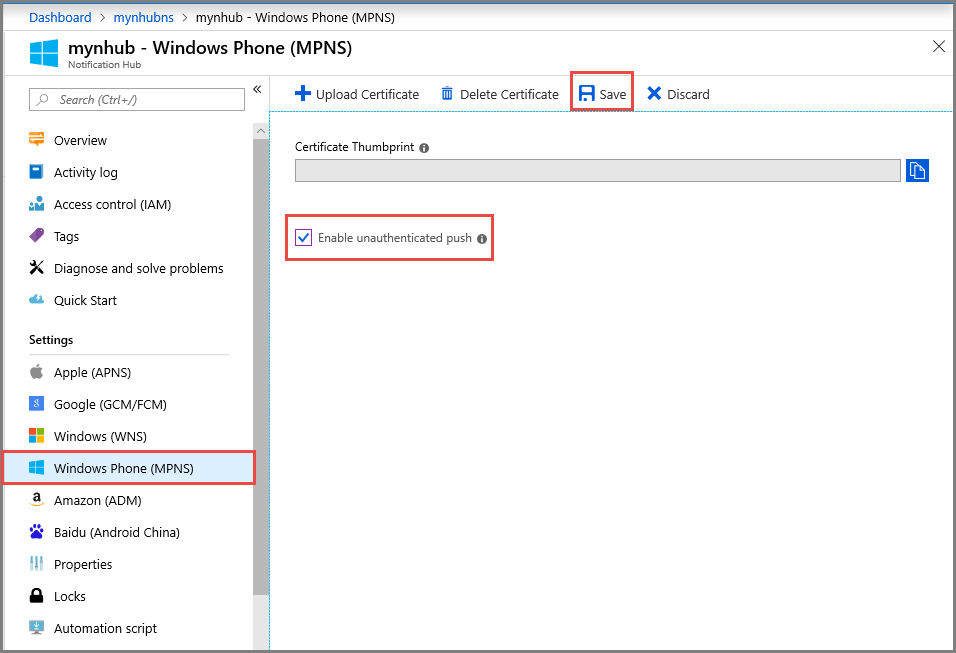 Dashboard > mynhubns > mynhub - Windows Phone (MPNS)
mynhub - Windows Phone (MPNS)
Notification Hub
Search (Ctrl+/)
«
Overview
Activity log
Access control (IAM)
Tags
Diagnose and solve problems
Quick Start
Settings
Apple (APNS)
Google (GCM/FCM)
Windows (WNS)
Windows Phone (MPNS)
Amazon (ADM)
Baidu (Android China)
Properties
Locks
Automation script
Upload Certificate Delete Certificate Save Discard
Certificate Thumbprint
Enable unauthenticated push